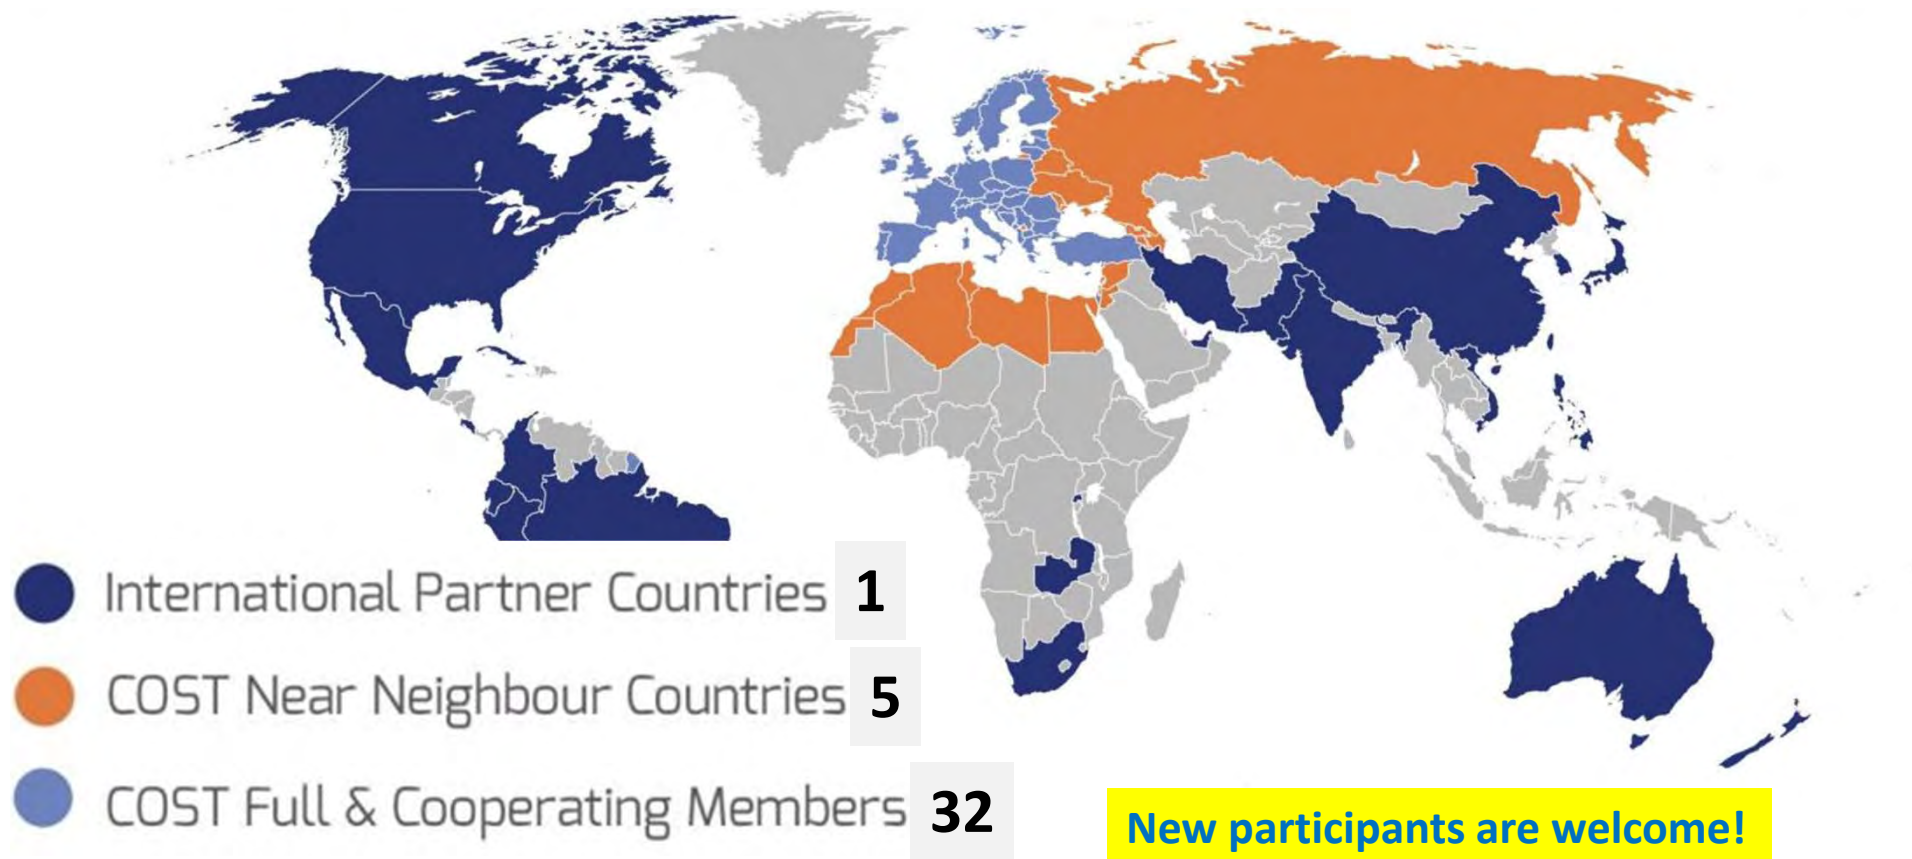 International Partner Countries 1
COST Near Neighbour Countries 5
COST Full & Cooperating Members 32
New participants are welcome!